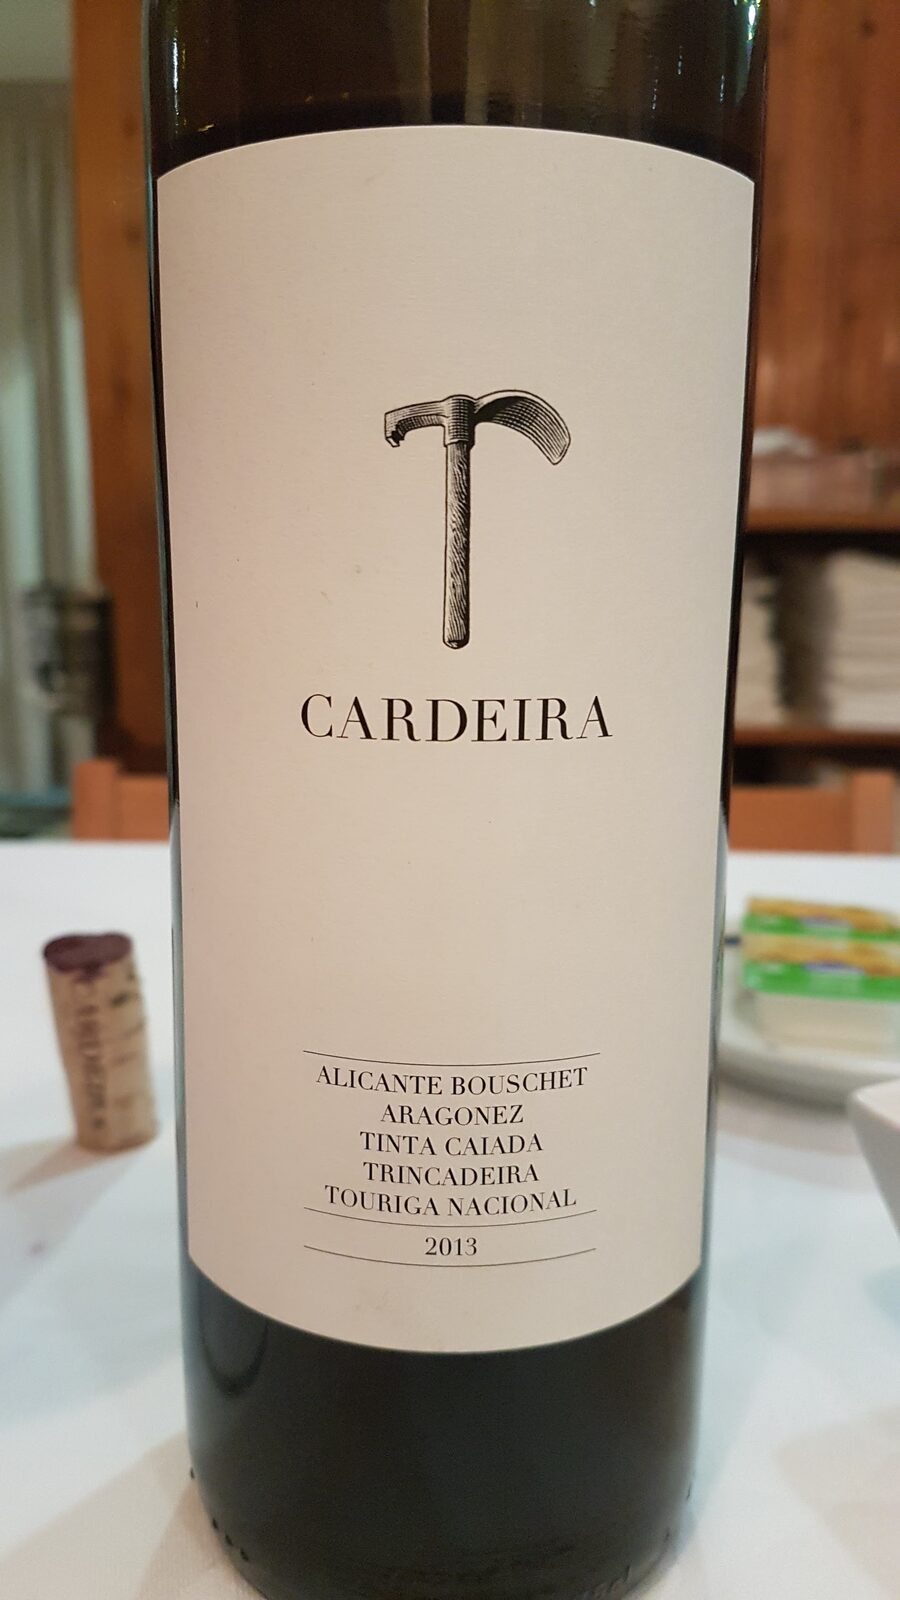 CARDEIRA
ALICANTE BOUSCHET
ARAGONEZ
TINTA CAIADA
TRINCADEIRA
TOURIGA NACIONAL
2013